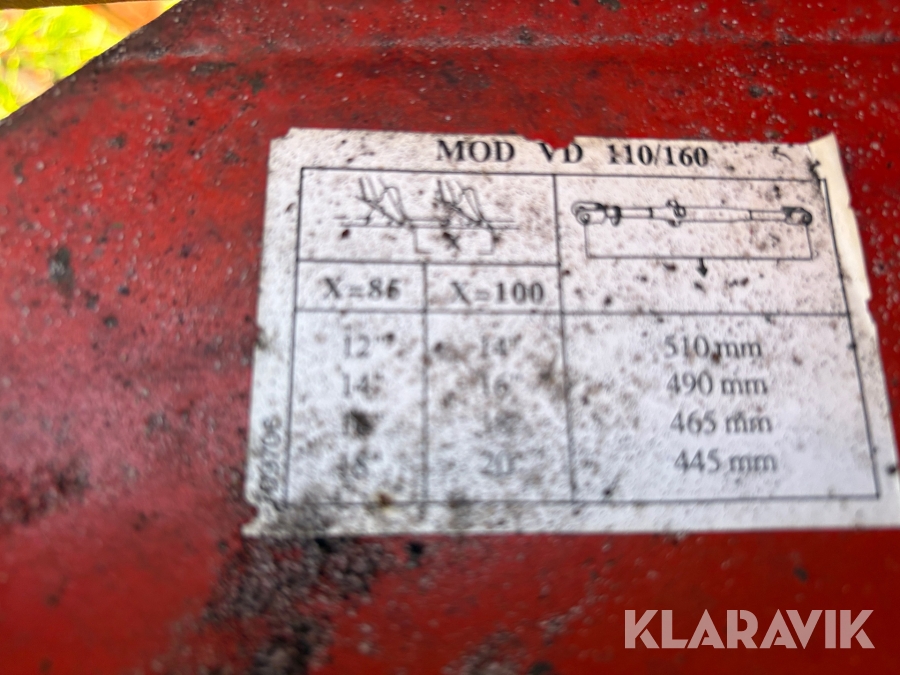 MOD VD 110/160
X
X=86 X=100
12" 14" 510 mm
14" 16" 490 mm
465 mm
20" 445 mm
KLARAVIK